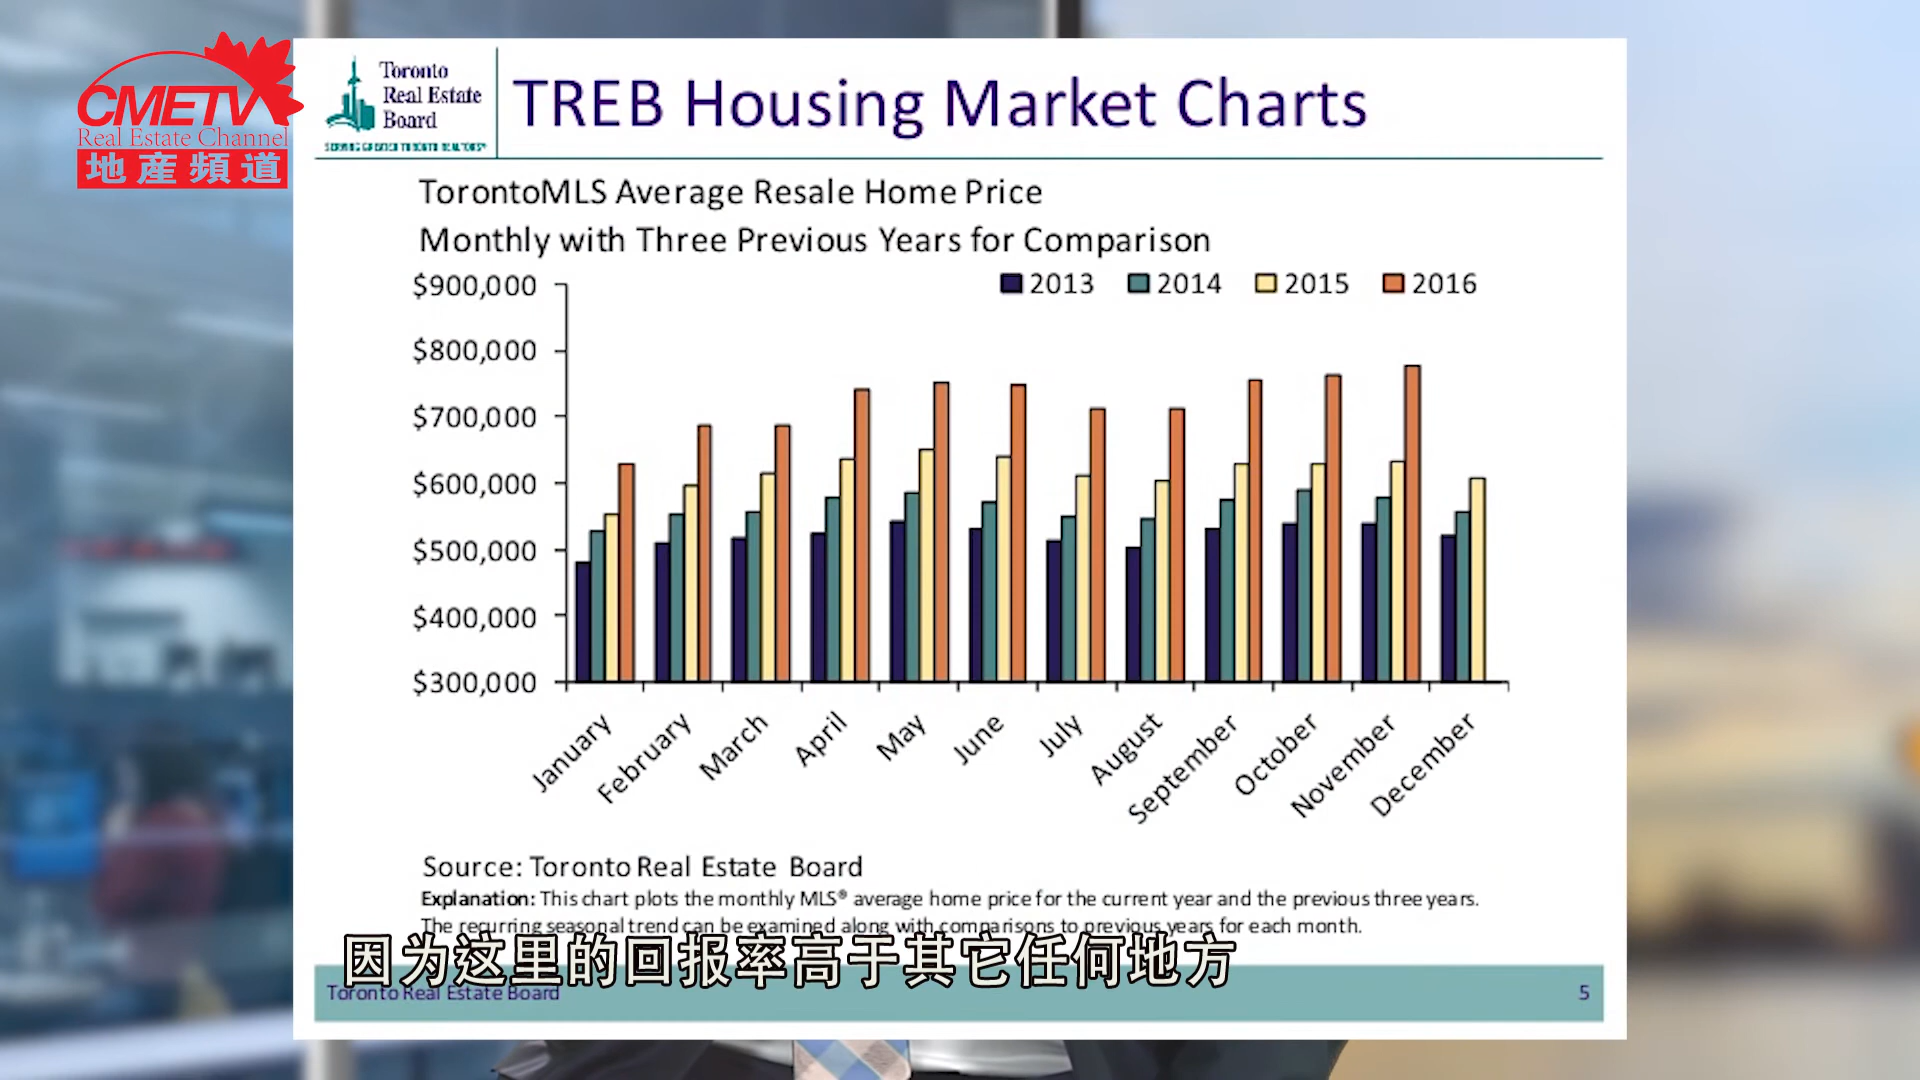 CMETV
Real Estate Channel
地産頻道
Toronto
Real Estate
Board
SERVING GREATER TORONTO REALTORS®
TREB Housing Market Charts
TorontoMLS Average Resale Home Price
Monthly with Three Previous Years for Comparison
2013 2014 2015 2016
$900,000
$800,000
$700,000
$600,000
$500,000
$400,000
$300,000
January February March April May June July August September October November December
Source: Toronto Real Estate Board
Explanation: This chart plots the monthly MLS® average home price for the current year and the previous three years.
The recurring seasonal trend can be examined along with comparisons to previous years for each month.
因为这里的回报率高于其它任何地方
Toronto Real Estate Board
5